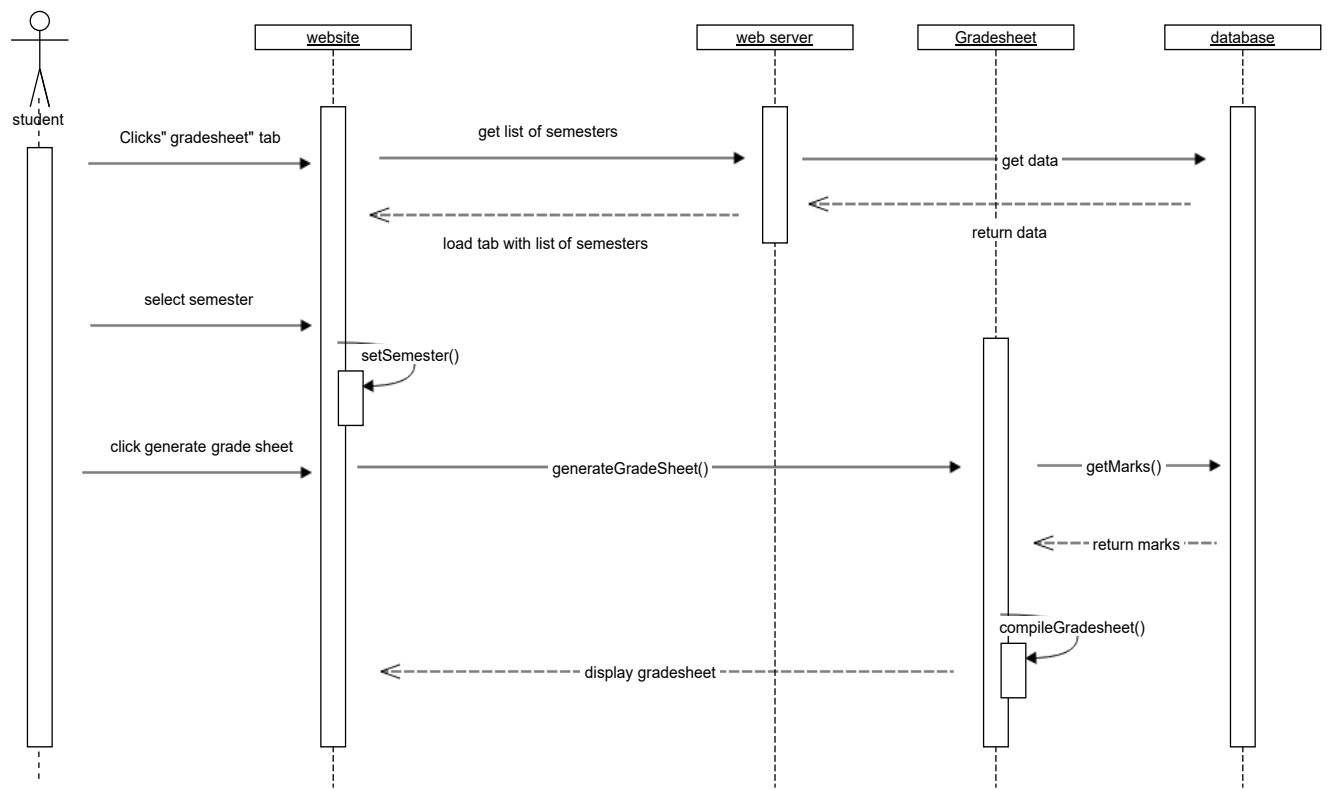 website
web server
Gradesheet
database
student
Clicks" gradesheet" tab
get list of semesters
get data
return data
load tab with list of semesters
select semester
setSemester()
click generate grade sheet
generateGradeSheet()
getMarks()
return marks
compileGradesheet()
display gradesheet